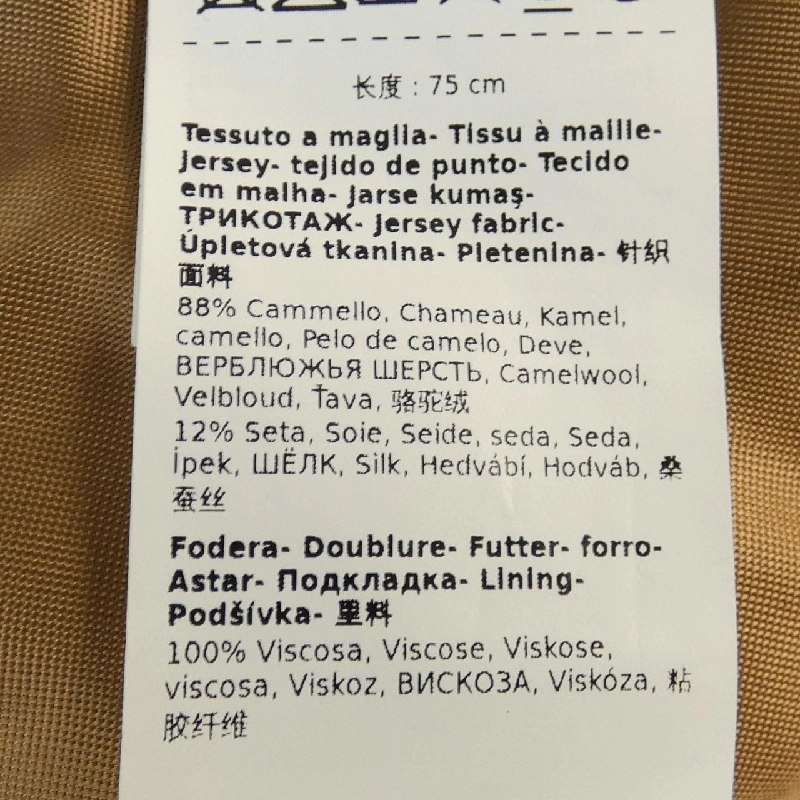 长度 : 75 cm
Tessuto a maglia- Tissu à maille-
Jersey- tejido de punto- Tecido
em malha- Jarse kumaş-
ТРИКОТАЖ- Jersey fabric-
Úpletová tkanina- Pletenina- 针织
面料
88% Cammello, Chameau, Kamel,
camello, Pelo de camelo, Deve,
ВЕРБЛЮЖЬЯ ШЕРСТЬ, Camelwool,
Velbloud, Ťava, 骆驼绒
12% Seta, Soie, Seide, seda, Seda,
İpek, ШЁЛК, Silk, Hedvábí, Hodváb, 桑
蚕丝
Fodera- Doublure- Futter- forro-
Astar- Подкладка- Lining-
Podšívka- 里料
100% Viscosa, Viscose, Viskose,
viscosa, Viskoz, ВИСКОЗА, Viskóza, 粘
胶纤维